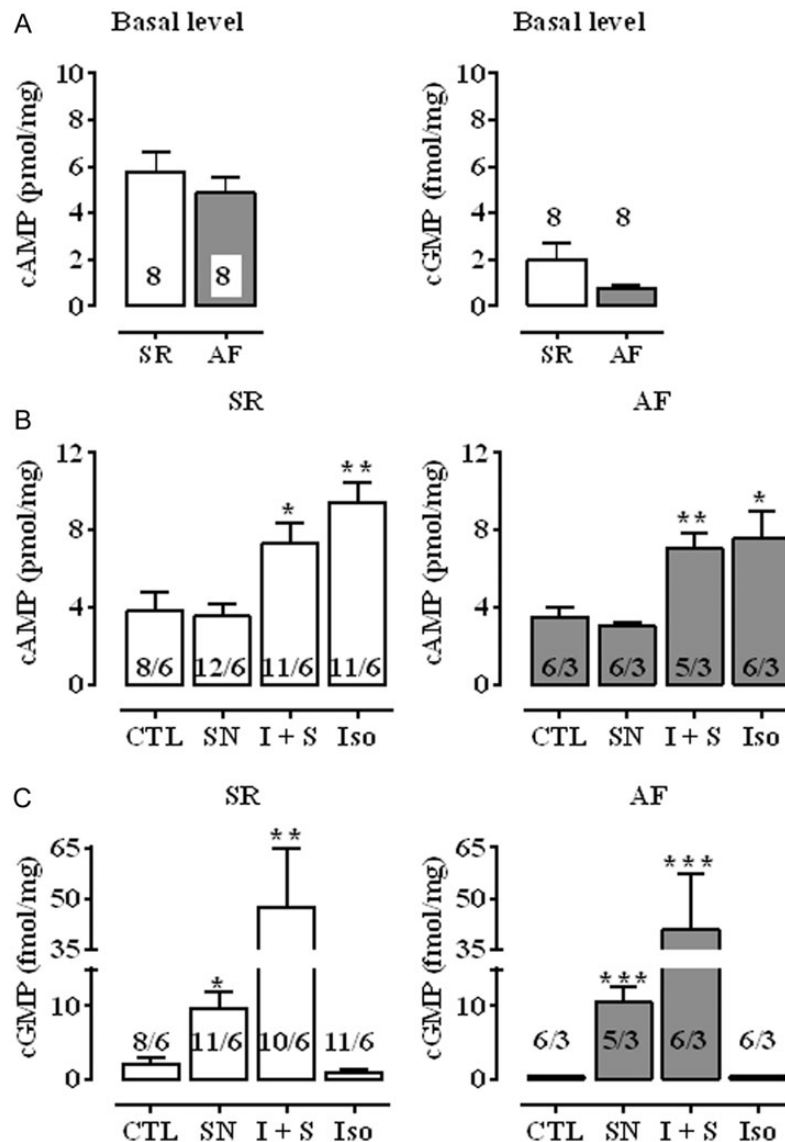 A
Basal level
Basal level
cAMP (pmol/mg)
10
8
6
4
2
0
8
8
SR
AF
cGMP (fmol/mg)
10
8
6
4
2
0
8
8
SR
AF
B
SR
AF
cAMP (pmol/mg)
12
8
4
0
*
**
8/6
12/6
11/6
11/6
CTL
SN
I + S
Iso
cAMP (pmol/mg)
12
8
4
0
**
*
6/3
6/3
5/3
6/3
CTL
SN
I + S
Iso
C
SR
AF
cGMP (fmol/mg)
65
50
35
10
0
*
**
8/6
11/6
10/6
11/6
CTL
SN
I + S
Iso
cGMP (fmol/mg)
65
50
35
10
0
***
***
6/3
5/3
6/3
6/3
CTL
SN
I + S
Iso